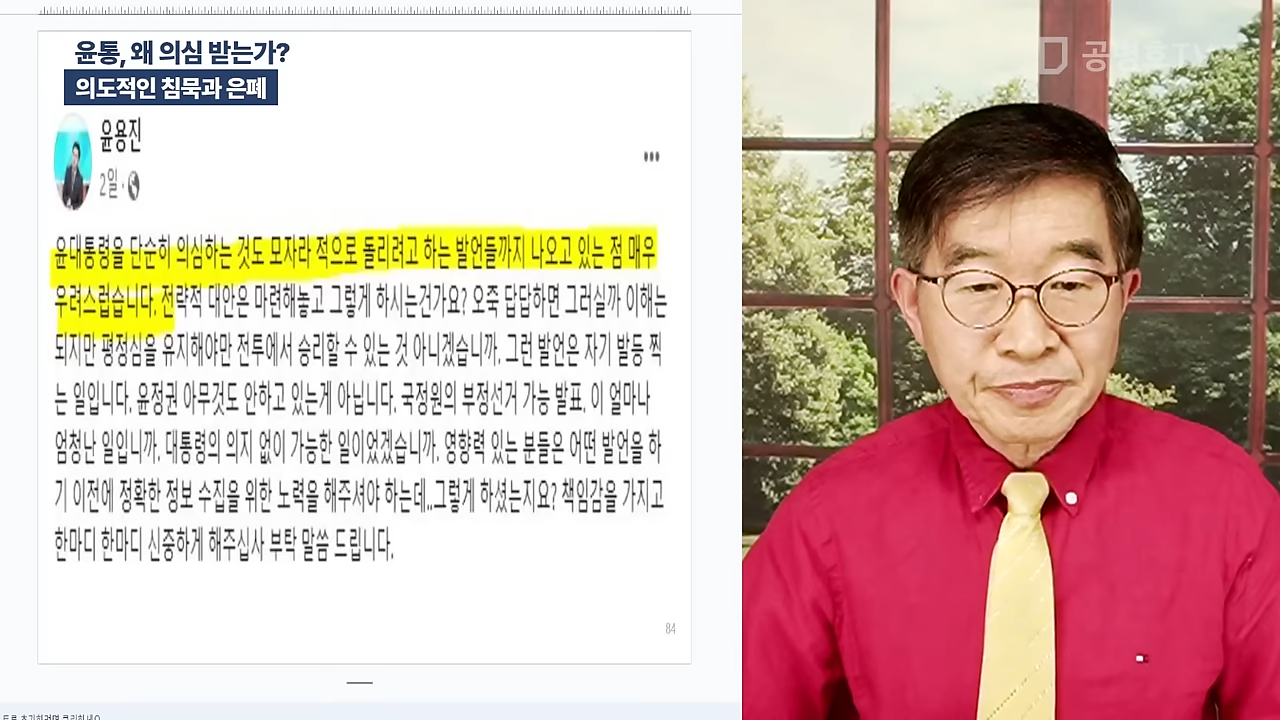 윤통, 왜 의심 받는가?
의도적인 침묵과 은폐
공병호TV
윤용진
2일 ·
윤대통령을 단순히 의심하는 것도 모자라 적으로 돌리려고 하는 발언들까지 나오고 있는 점 매우
우려스럽습니다. 전략적 대안은 마련해놓고 그렇게 하시는건가요? 오죽 답답하면 그러실까 이해는
되지만 평정심을 유지해야만 전투에서 승리할 수 있는 것 아니겠습니까. 그런 발언은 자기 발등 찍
는 일입니다. 윤정권 아무것도 안하고 있는게 아닙니다. 국정원의 부정선거 가능 발표. 이 얼마나
엄청난 일입니까. 대통령의 의지 없이 가능한 일이었겠습니까. 영향력 있는 분들은 어떤 발언을 하
기 이전에 정확한 정보 수집을 위한 노력을 해주셔야 하는데..그렇게 하셨는지요? 책임감을 가지고
한마디 한마디 신중하게 해주십사 부탁 말씀 드립니다.
84